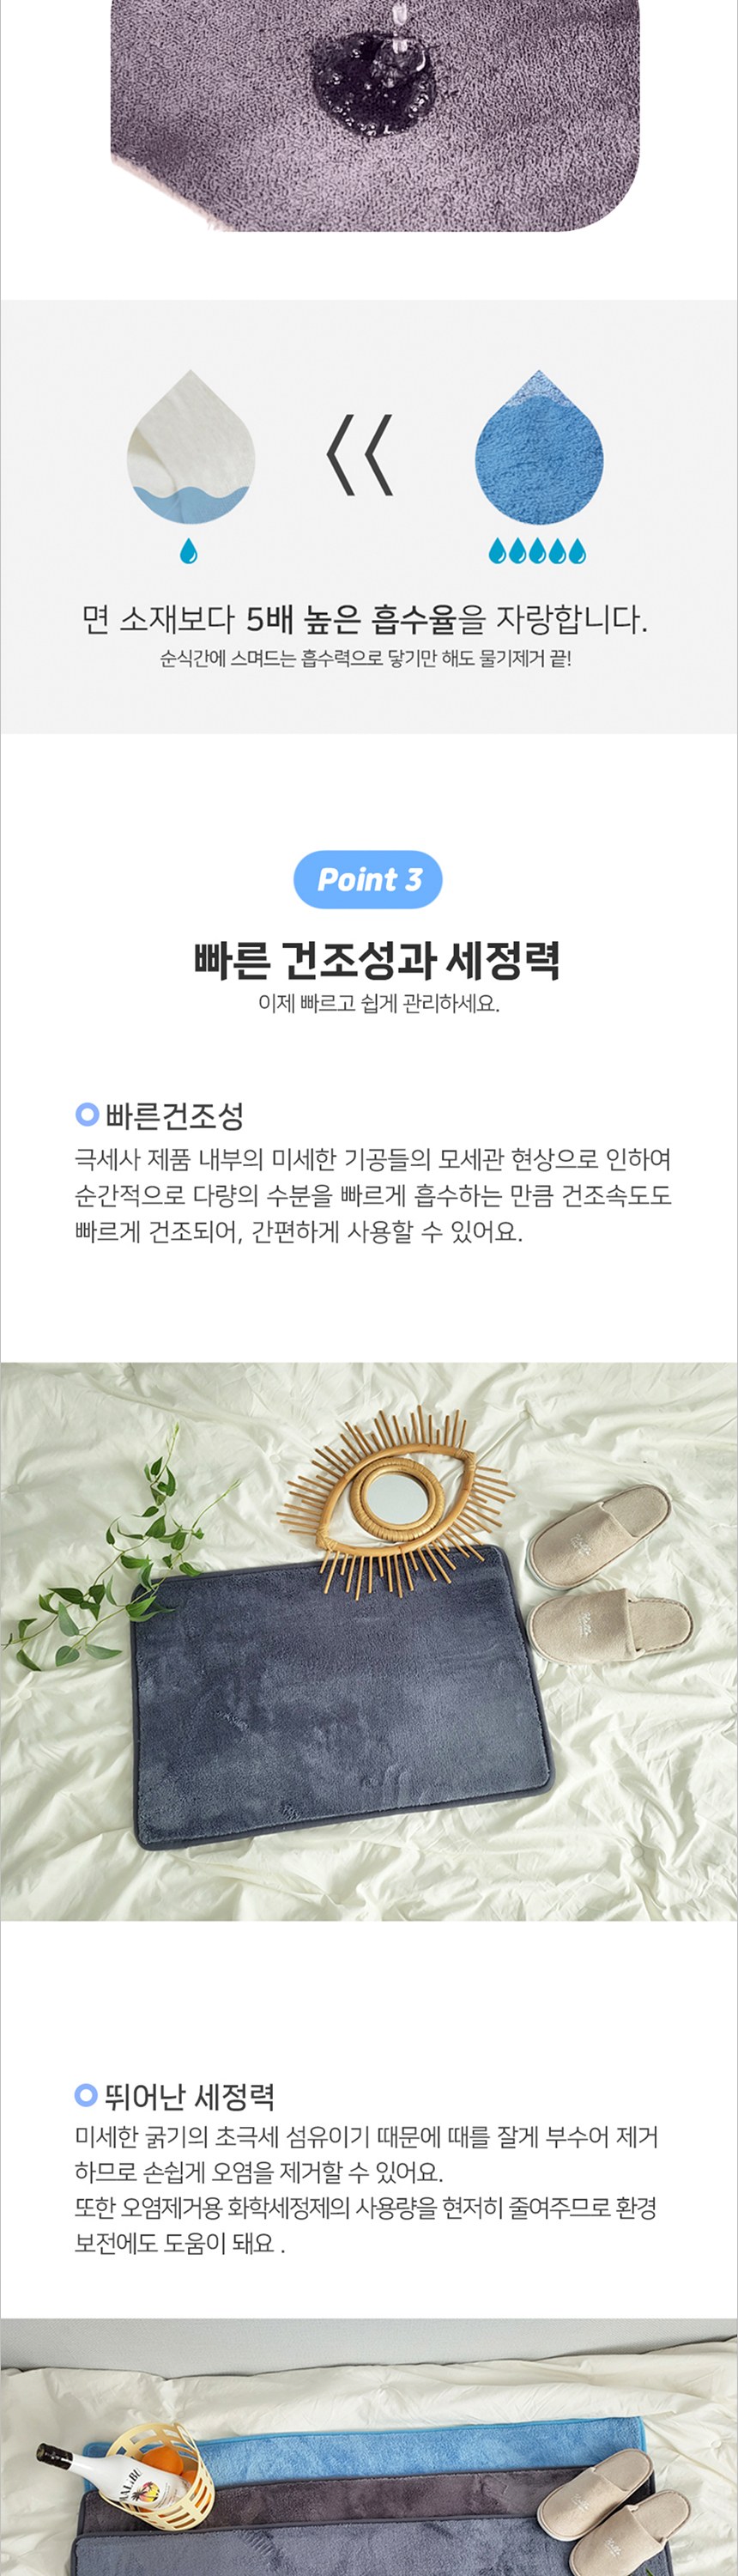 면 소재보다 5배 높은 흡수율을 자랑합니다.
순식간에 스며드는 흡수력으로 닿기만 해도 물기제거 끝!
Point 3
빠른 건조성과 세정력
이제 빠르고 쉽게 관리하세요.
빠른건조성
극세사 제품 내부의 미세한 기공들의 모세관 현상으로 인하여
순간적으로 다량의 수분을 빠르게 흡수하는 만큼 건조속도도
빠르게 건조되어, 간편하게 사용할 수 있어요.
뛰어난 세정력
미세한 굵기의 초극세 섬유이기 때문에 때를 잘게 부수어 제거
하므로 손쉽게 오염을 제거할 수 있어요.
또한 오염제거용 화학세정제의 사용량을 현저히 줄여주므로 환경
보전에도 도움이 돼요 .
MALIBU